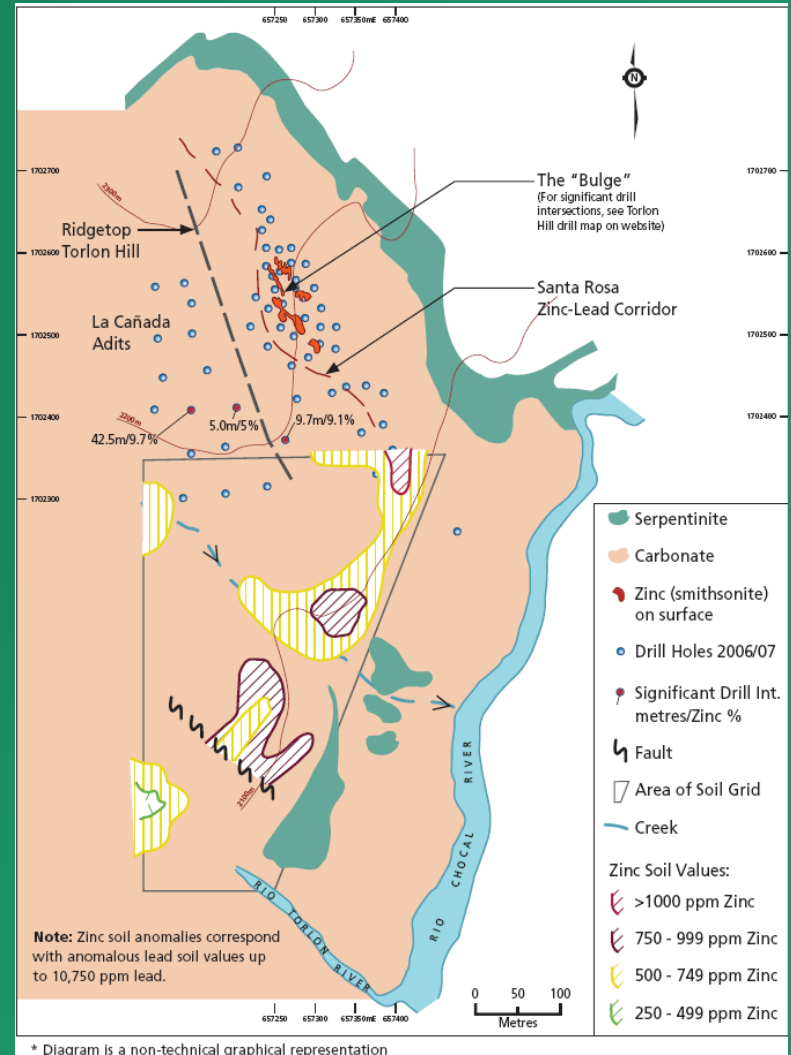 657250 657300 657350mE 657400
N
1702700 1702700
2300m
The "Bulge"
(For significant drill
intersections, see Torlon
Hill drill map on website)
Ridgetop
Torlon Hill
1702600 1702600
Santa Rosa
Zinc-Lead Corridor
La Cañada
Adits
1702500 1702500
2200m
1702400 1702400
42.5m/9.7%
5.0m/5%
9.7m/9.1%
1702300
2100m
RIO CHOCAL RIVER
RIO TORLON RIVER
Serpentinite
Carbonate
Zinc (smithsonite)
on surface
Drill Holes 2006/07
Significant Drill Int.
metres/Zinc %
Fault
Area of Soil Grid
Creek
Zinc Soil Values:
>1000 ppm Zinc
750 - 999 ppm Zinc
500 - 749 ppm Zinc
250 - 499 ppm Zinc
Note: Zinc soil anomalies correspond
with anomalous lead soil values up
to 10,750 ppm lead.
0 50 100
Metres
657250 657300 657350mE 657400
* Diagram is a non-technical graphical representation